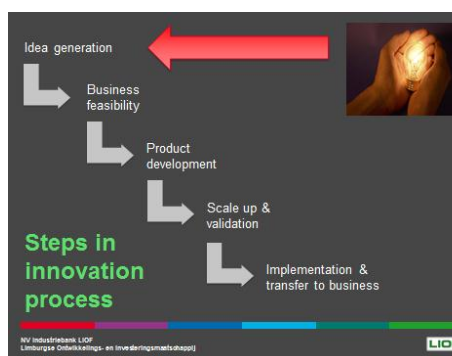 Idea generation
Business
feasibility
Product
development
Scale up &
validation
Implementation &
transfer to business
Steps in
innovation
process
NV Industriebank LIOF
Limburgse Ontwikkelings- en Investeringsmaatschappij
LIO